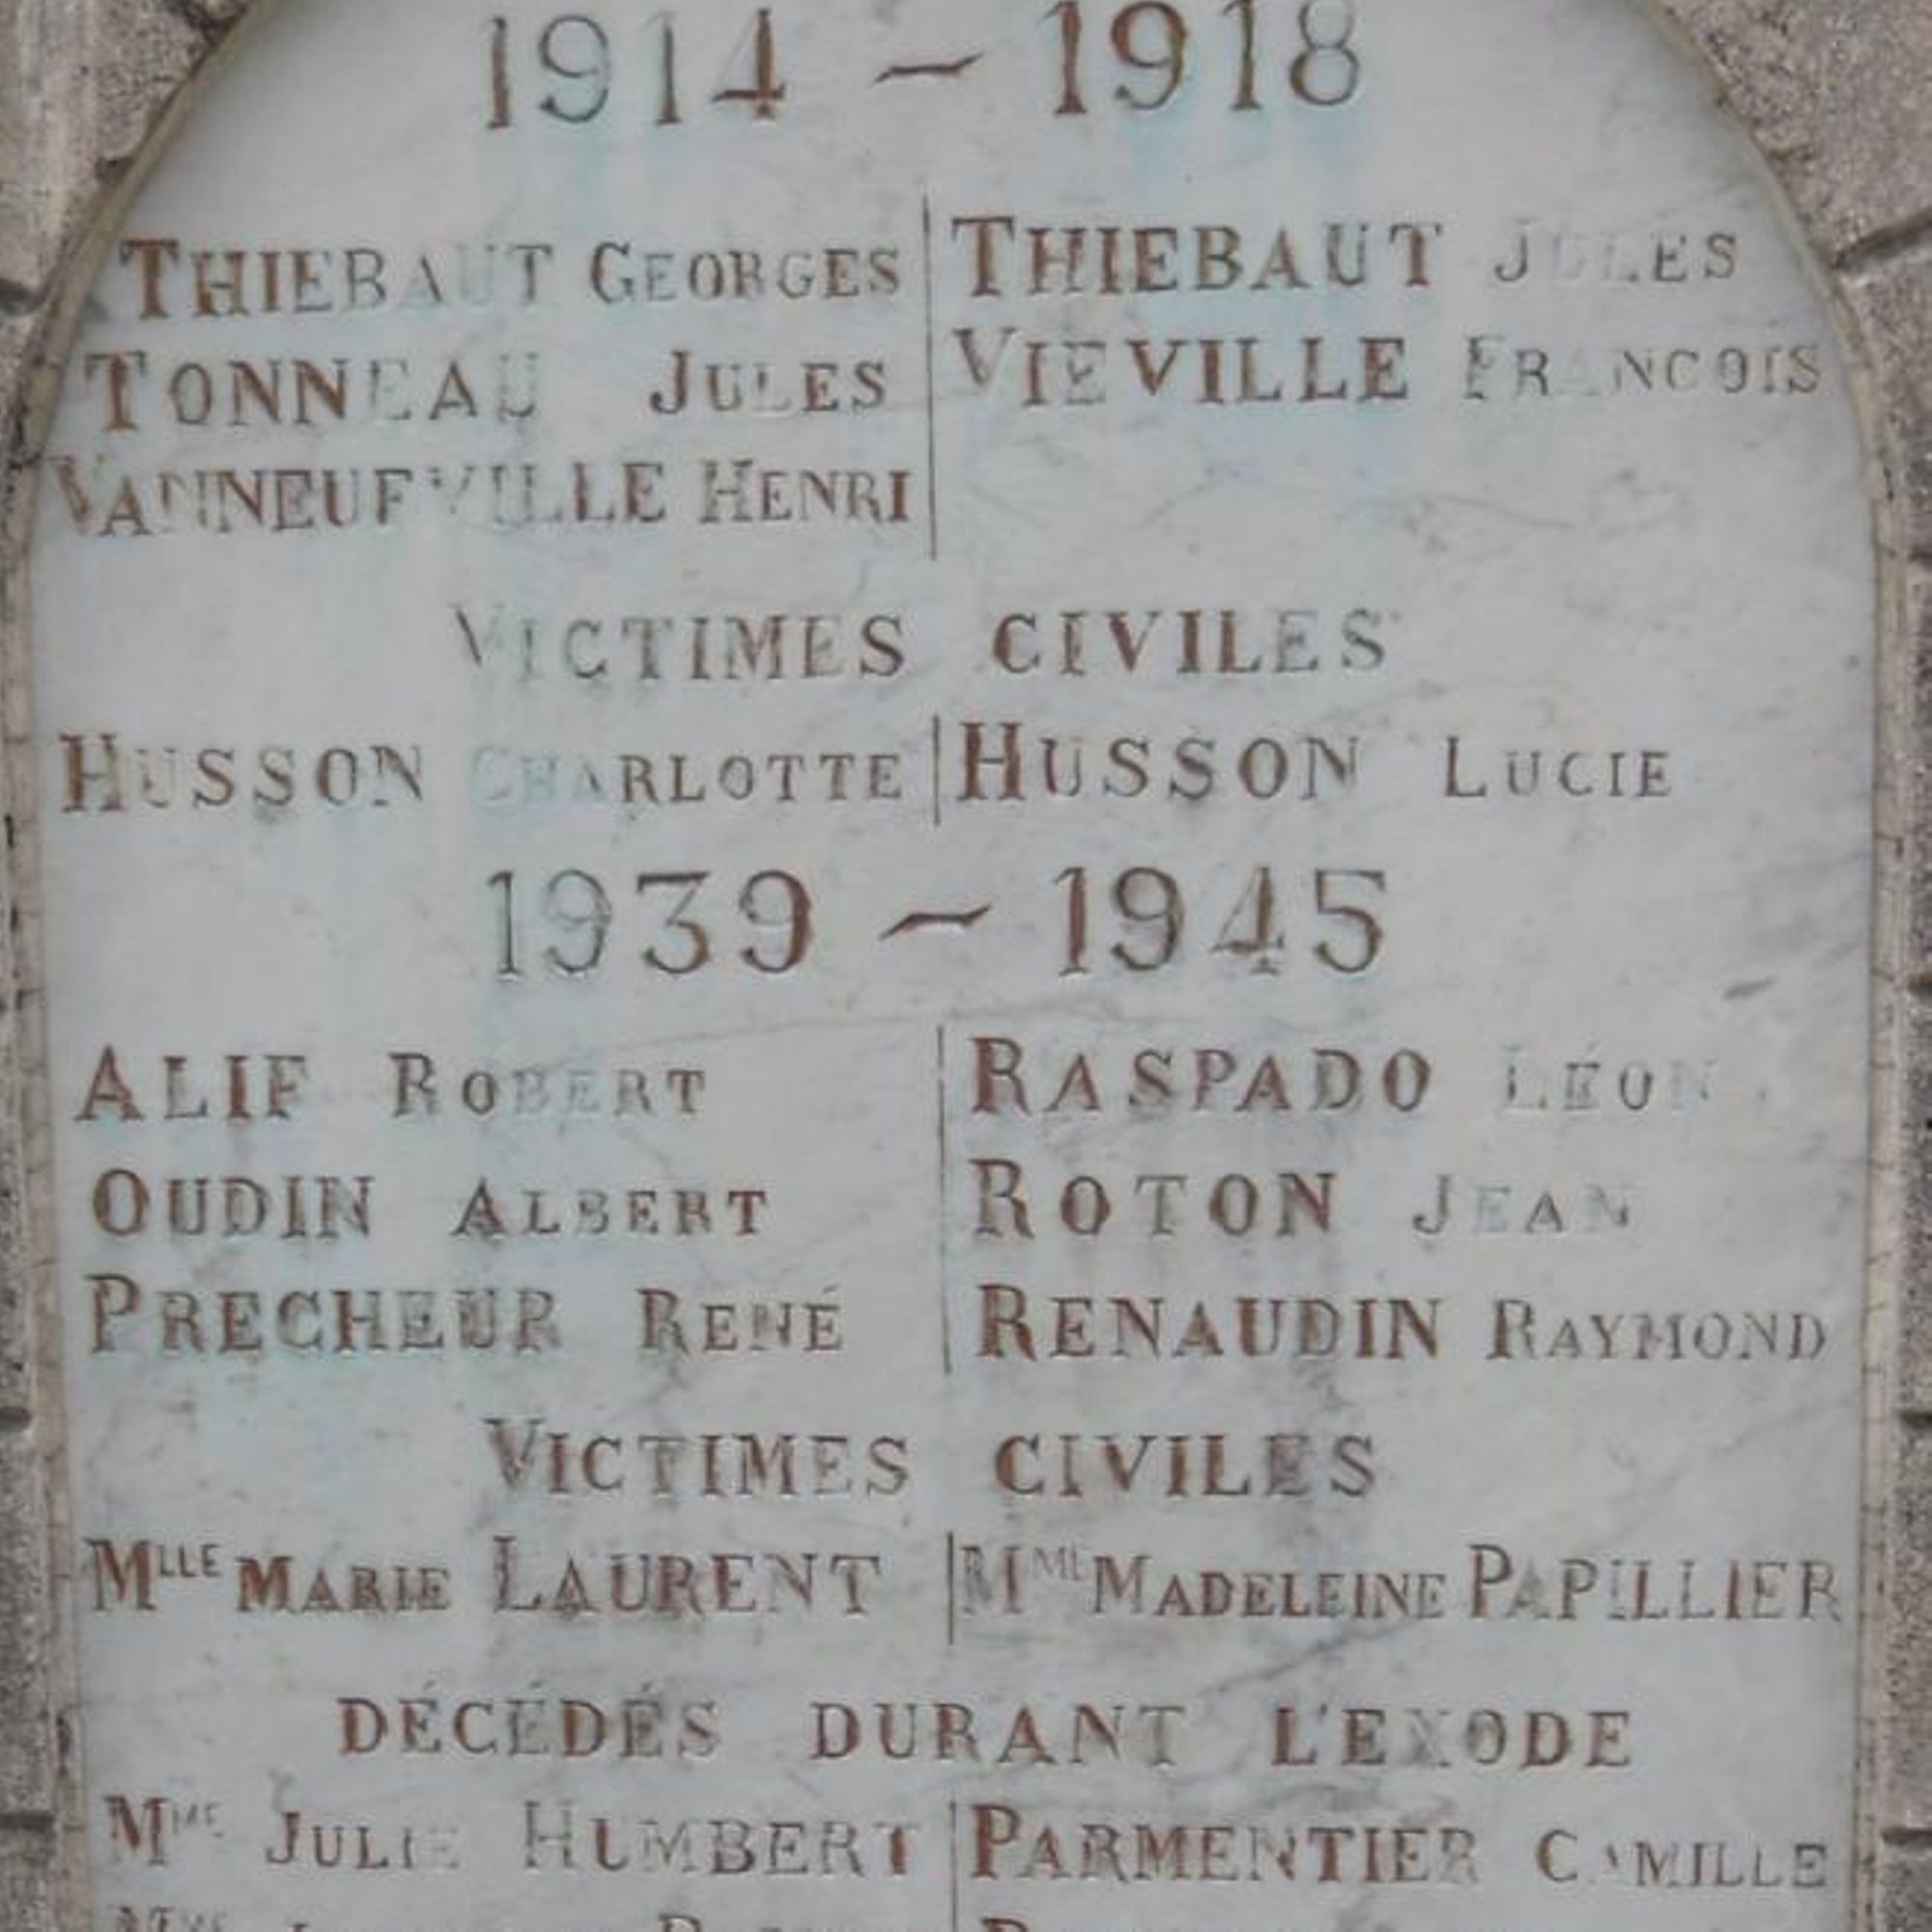 1914 - 1918
THIEBAUT GEORGES THIEBAUT JULES
TONNEAU JULES VIEVILLE FRANCOIS
VANNEUFVILLE HENRI
VICTIMES CIVILES
HUSSON CHARLOTTE HUSSON LUCIE
1939 - 1945
ALIF ROBERT RASPADO LÉON
OUDIN ALBERT ROTON JEAN
PRECHEUR RENÉ RENAUDIN RAYMOND
VICTIMES CIVILES
MLLE MARIE LAURENT MME MADELEINE PAPILLIER
DÉCÉDÉS DURANT L'EXODE
MME JULIE HUMBERT PARMENTIER CAMILLE